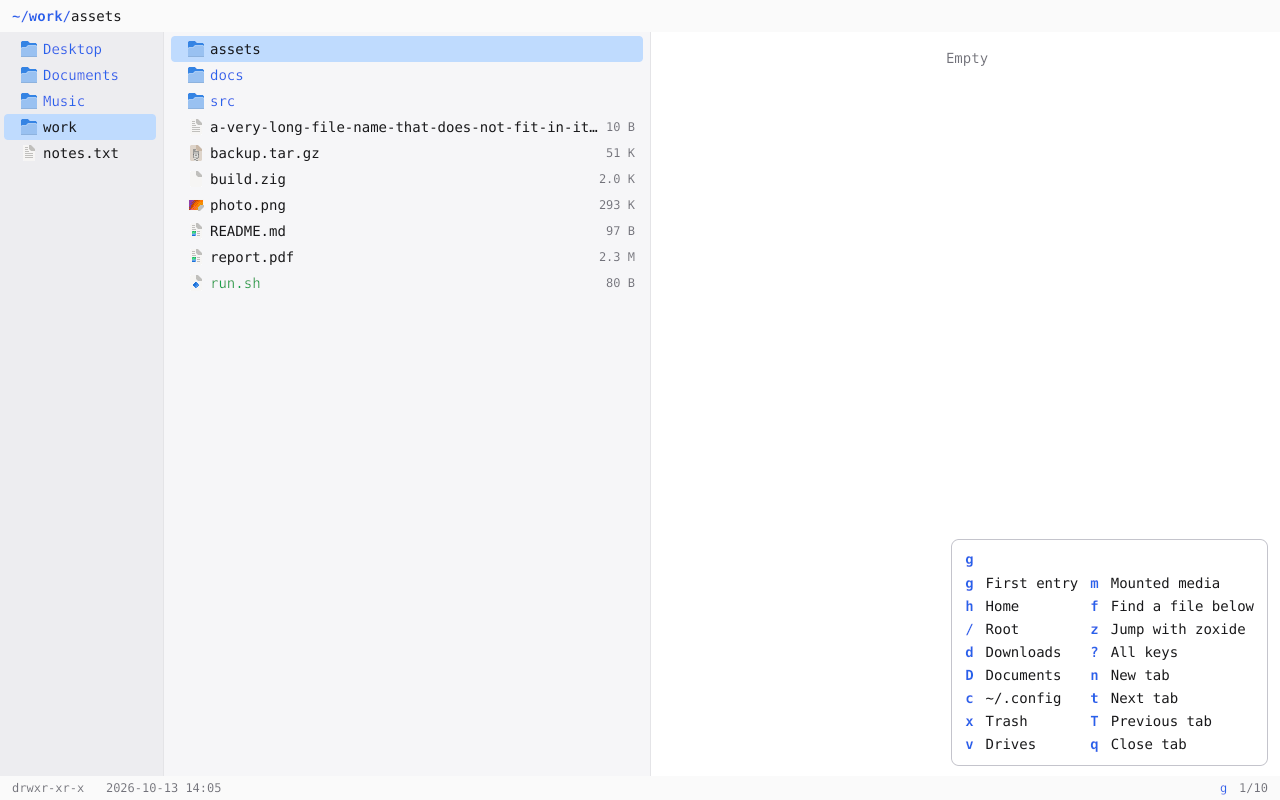 ~/work/assets
Desktop
Documents
Music
work
notes.txt
assets
docs
src
a-very-long-file-name-that-does-not-fit-in-it… 10 B
backup.tar.gz 51 K
build.zig 2.0 K
photo.png 293 K
README.md 97 B
report.pdf 2.3 M
run.sh 80 B
Empty
g
g First entry m Mounted media
h Home f Find a file below
/ Root z Jump with zoxide
d Downloads ? All keys
D Documents n New tab
c ~/.config t Next tab
x Trash T Previous tab
v Drives q Close tab
drwxr-xr-x 2026-10-13 14:05 g 1/10